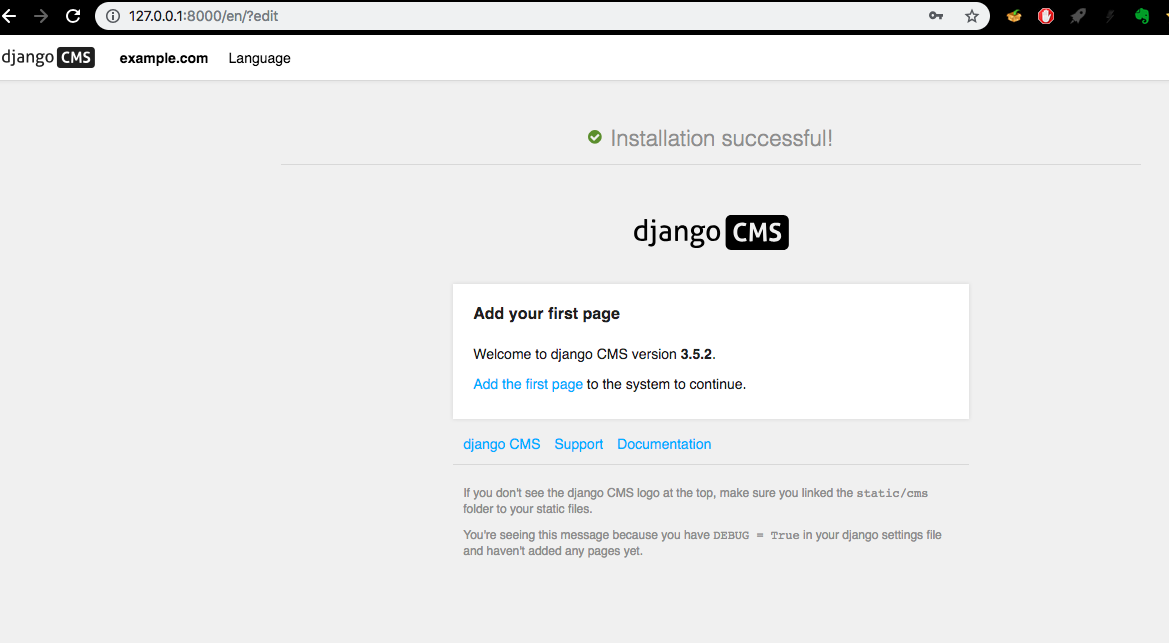 127.0.0.1:8000/en/?edit
django CMS example.com Language
Installation successful!
django CMS
Add your first page
Welcome to django CMS version 3.5.2.
Add the first page to the system to continue.
django CMS Support Documentation
If you don't see the django CMS logo at the top, make sure you linked the static/cms
folder to your static files.
You're seeing this message because you have DEBUG = True in your django settings file
and haven't added any pages yet.